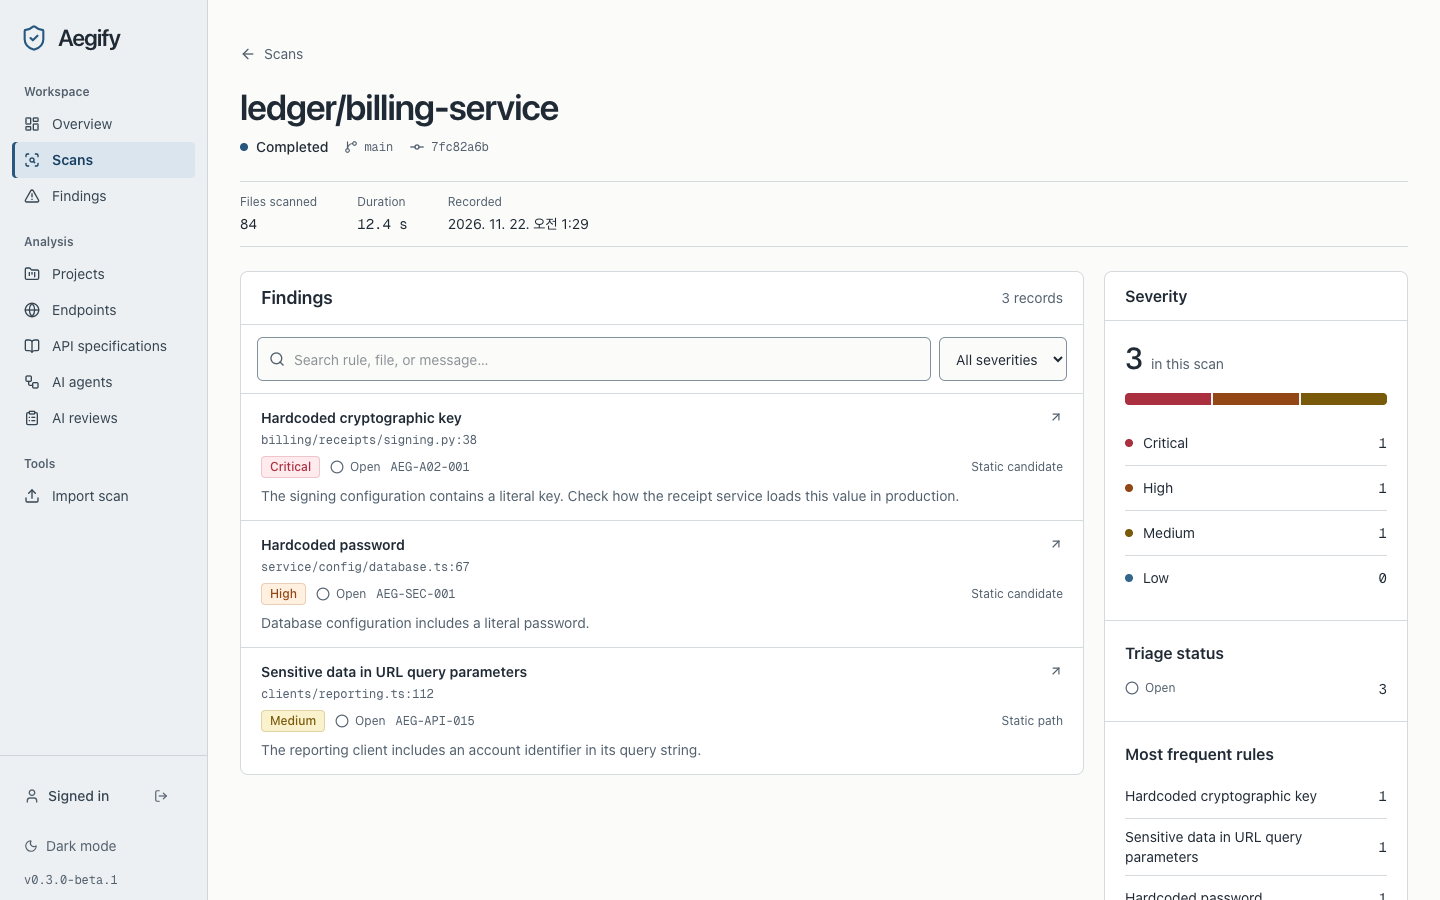 Aegify
Workspace
Overview
Scans
Findings
Analysis
Projects
Endpoints
API specifications
AI agents
AI reviews
Tools
Import scan
Signed in
Dark mode
v0.3.0-beta.1
Scans
ledger/billing-service
Completed main 7fc82a6b
Files scanned Duration Recorded
84 12.4 s 2026. 11. 22. 오전 1:29
Findings 3 records
Search rule, file, or message... All severities
Hardcoded cryptographic key
billing/receipts/signing.py:38
Critical Open AEG-A02-001 Static candidate
The signing configuration contains a literal key. Check how the receipt service loads this value in production.
Hardcoded password
service/config/database.ts:67
High Open AEG-SEC-001 Static candidate
Database configuration includes a literal password.
Sensitive data in URL query parameters
clients/reporting.ts:112
Medium Open AEG-API-015 Static path
The reporting client includes an account identifier in its query string.
Severity
3 in this scan
Critical 1
High 1
Medium 1
Low 0
Triage status
Open 3
Most frequent rules
Hardcoded cryptographic key 1
Sensitive data in URL query
parameters 1
Hardcoded password 1